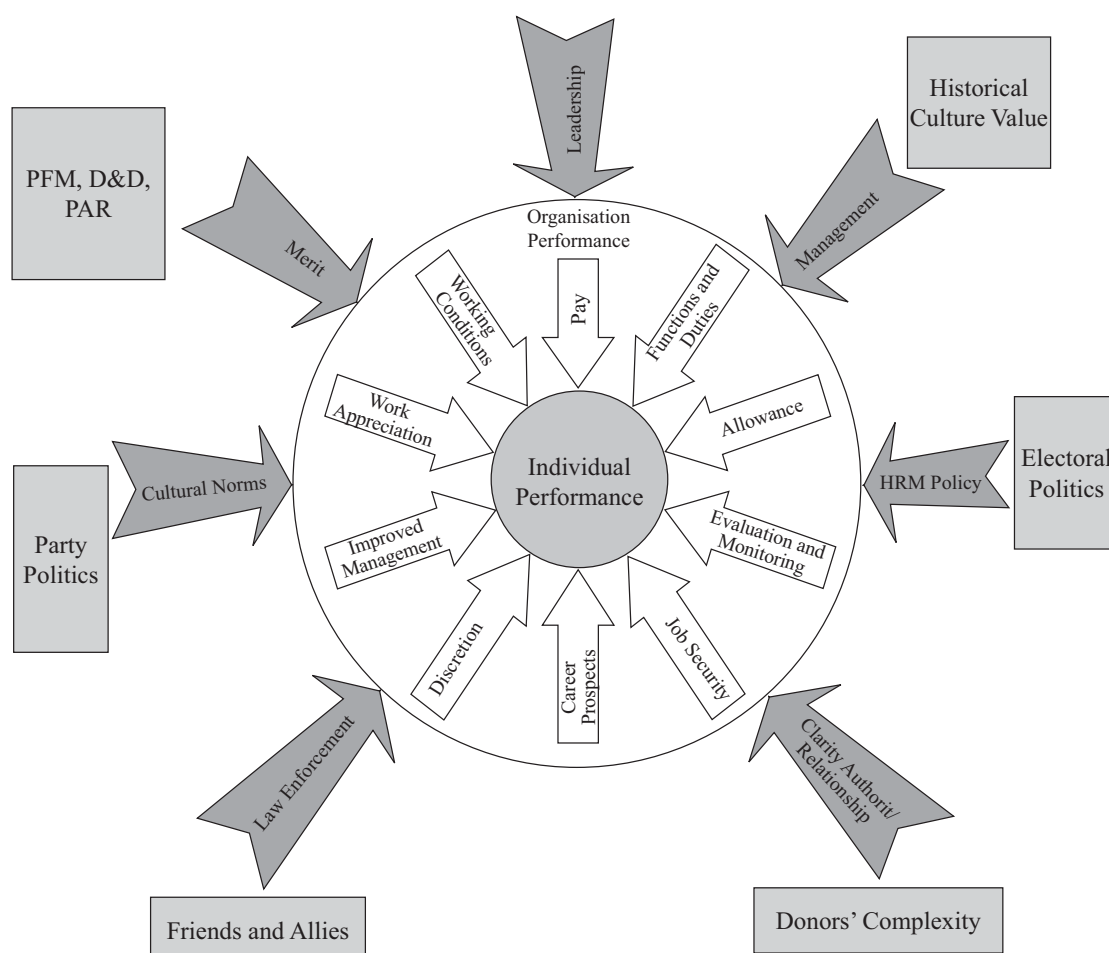 Leadership
Historical
Culture Value
PFM, D&D,
PAR
Merit
Management
Organisation
Performance
Working
Conditions
Pay
Functions and
Duties
Work
Appreciation
Allowance
Cultural Norms
Individual
Performance
HRM Policy
Electoral
Politics
Party
Politics
Improved
Management
Evaluation and
Monitoring
Discretion
Career
Prospects
Job Security
Law Enforcement
Clarity Authorit/
Relationship
Friends and Allies
Donors’ Complexity